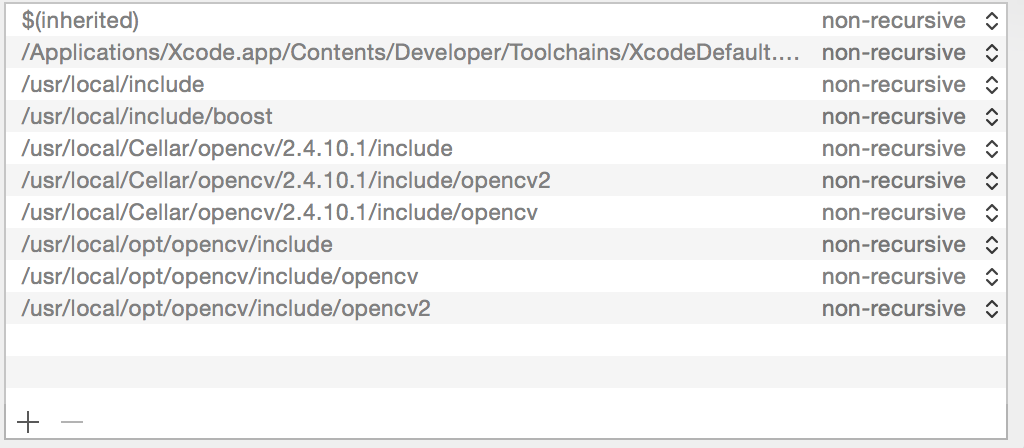 $(inherited) non-recursive
/Applications/Xcode.app/Contents/Developer/Toolchains/XcodeDefault.... non-recursive
/usr/local/include non-recursive
/usr/local/include/boost non-recursive
/usr/local/Cellar/opencv/2.4.10.1/include non-recursive
/usr/local/Cellar/opencv/2.4.10.1/include/opencv2 non-recursive
/usr/local/Cellar/opencv/2.4.10.1/include/opencv non-recursive
/usr/local/opt/opencv/include non-recursive
/usr/local/opt/opencv/include/opencv non-recursive
/usr/local/opt/opencv/include/opencv2 non-recursive